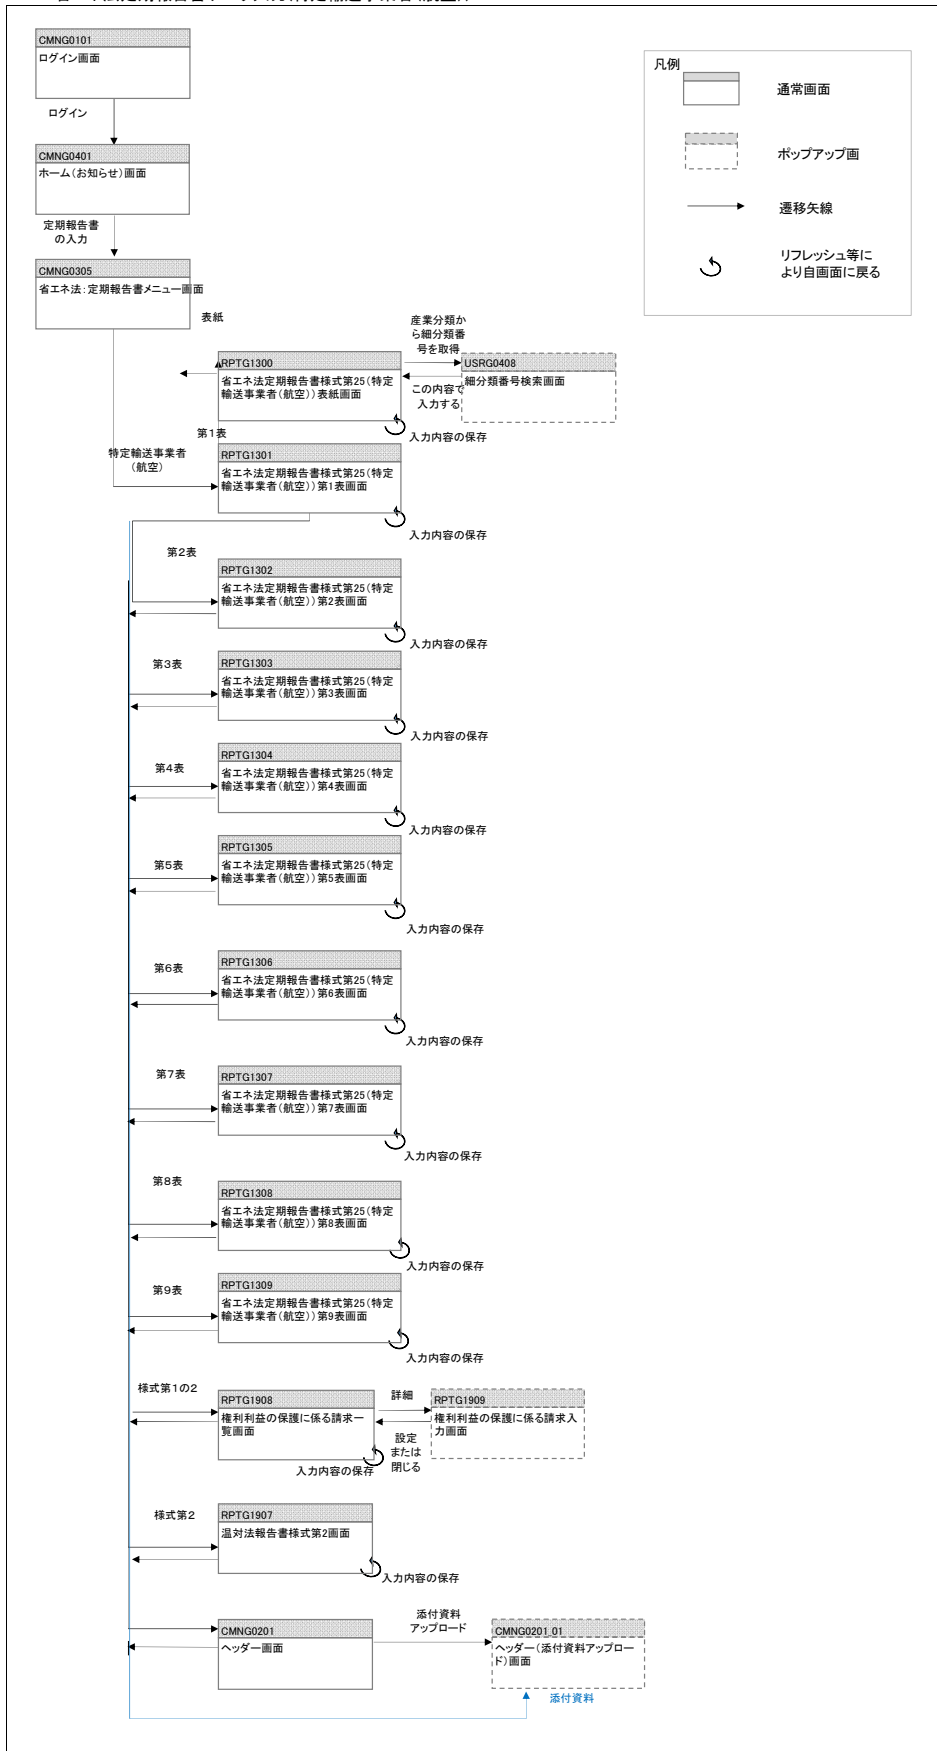 CMNG0101
ログイン画面
ログイン
CMNG0401
ホーム(お知らせ)画面
定期報告書
の入力
CMNG0305
省エネ法:定期報告書メニュー画面
凡例
通常画面
ポップアップ画
遷移矢線
リフレッシュ等に
より自画面に戻る
表紙
RPTG1300
省エネ法定期報告書様式第25(特定
輸送事業者(航空))表紙画面
産業分類か
ら細分類番
号を取得
USRG0408
細分類番号検索画面
この内容で
入力する
入力内容の保存
第1表
特定輸送事業者
(航空)
RPTG1301
省エネ法定期報告書様式第25(特定
輸送事業者(航空))第1表画面
入力内容の保存
第2表
RPTG1302
省エネ法定期報告書様式第25(特定
輸送事業者(航空))第2表画面
入力内容の保存
第3表
RPTG1303
省エネ法定期報告書様式第25(特定
輸送事業者(航空))第3表画面
入力内容の保存
第4表
RPTG1304
省エネ法定期報告書様式第25(特定
輸送事業者(航空))第4表画面
入力内容の保存
第5表
RPTG1305
省エネ法定期報告書様式第25(特定
輸送事業者(航空))第5表画面
入力内容の保存
第6表
RPTG1306
省エネ法定期報告書様式第25(特定
輸送事業者(航空))第6表画面
入力内容の保存
第7表
RPTG1307
省エネ法定期報告書様式第25(特定
輸送事業者(航空))第7表画面
入力内容の保存
第8表
RPTG1308
省エネ法定期報告書様式第25(特定
輸送事業者(航空))第8表画面
入力内容の保存
第9表
RPTG1309
省エネ法定期報告書様式第25(特定
輸送事業者(航空))第9表画面
入力内容の保存
様式第1の2
RPTG1908
権利利益の保護に係る請求一
覧画面
詳細
RPTG1909
権利利益の保護に係る請求入
力画面
設定
または
閉じる
入力内容の保存
様式第2
RPTG1907
温対法報告書様式第2画面
入力内容の保存
CMNG0201
ヘッダー画面
添付資料
アップロード
CMNG0201_01
ヘッダー(添付資料アップロー
ド)画面
添付資料